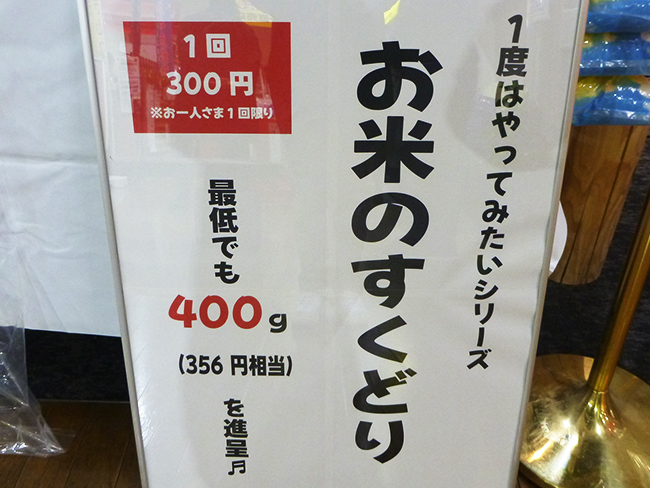 1度はやってみたいシリーズ
お米のすくどり
1回
300円
※お一人さま1回限り
最低でも
400g
(356円相当)
を進呈♬